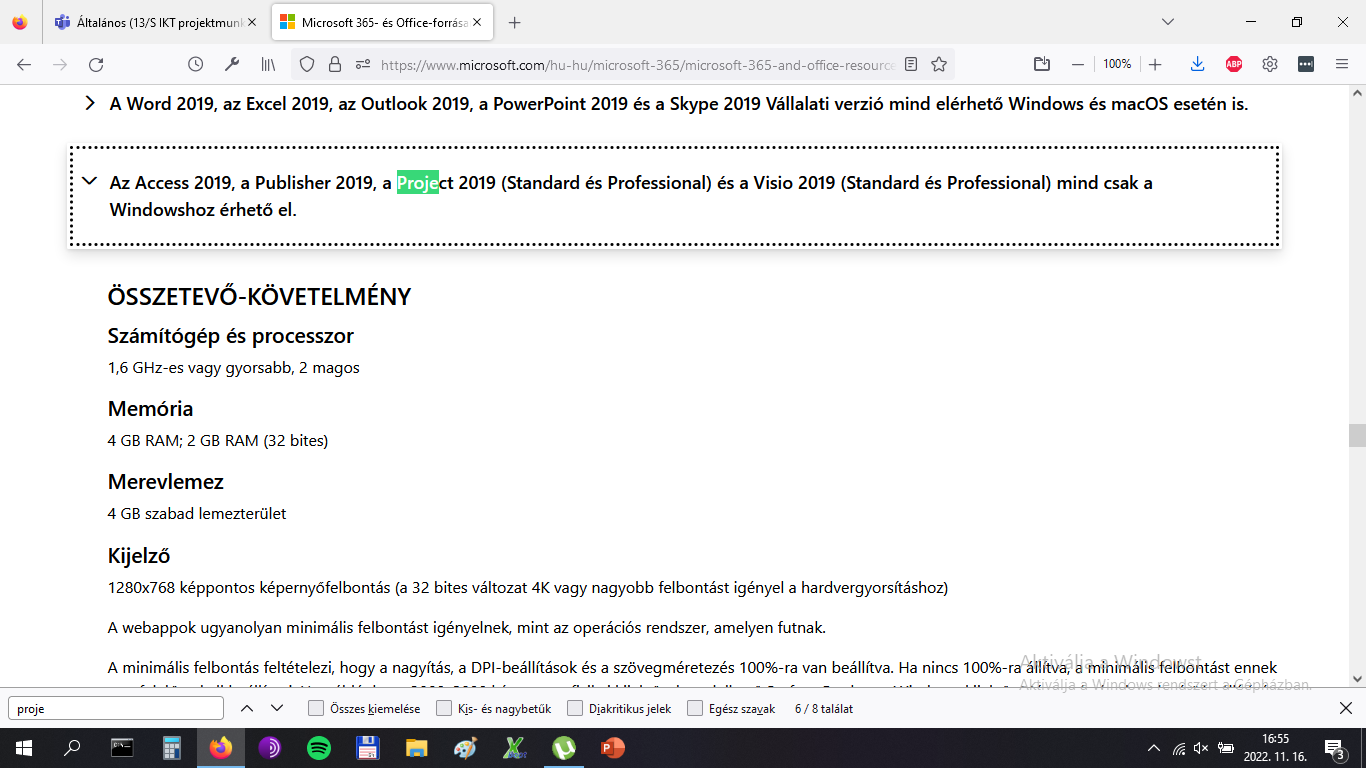 Általános (13/S IKT projektmunk
Microsoft 365- és Office-forrása
https://www.microsoft.com/hu-hu/microsoft-365/microsoft-365-and-office-resource
100%
ABP
A Word 2019, az Excel 2019, az Outlook 2019, a PowerPoint 2019 és a Skype 2019 Vállalati verzió mind elérhető Windows és macOS esetén is.
Az Access 2019, a Publisher 2019, a Project 2019 (Standard és Professional) és a Visio 2019 (Standard és Professional) mind csak a
Windowshoz érhető el.
ÖSSZETEVŐ-KÖVETELMÉNY
Számítógép és processzor
1,6 GHz-es vagy gyorsabb, 2 magos
Memória
4 GB RAM; 2 GB RAM (32 bites)
Merevlemez
4 GB szabad lemezterület
Kijelző
1280x768 képpontos képernyőfelbontás (a 32 bites változat 4K vagy nagyobb felbontást igényel a hardvergyorsításhoz)
A webappok ugyanolyan minimális felbontást igényelnek, mint az operációs rendszer, amelyen futnak.
Aktiválja a Windowst
A minimális felbontás feltételezi, hogy a nagyítás, a DPI-beállítások és a szövegméretezés 100%-ra van beállítva. Ha nincs 100%-ra állítva, a minimális felbontást ennek
Aktiválja a Windows rendszert a Gépházban.
proje
Összes kiemelése
Kis- és nagybetűk
Diakritikus jelek
Egész szavak
6 / 8 találat
16:55
2022. 11. 16.
3